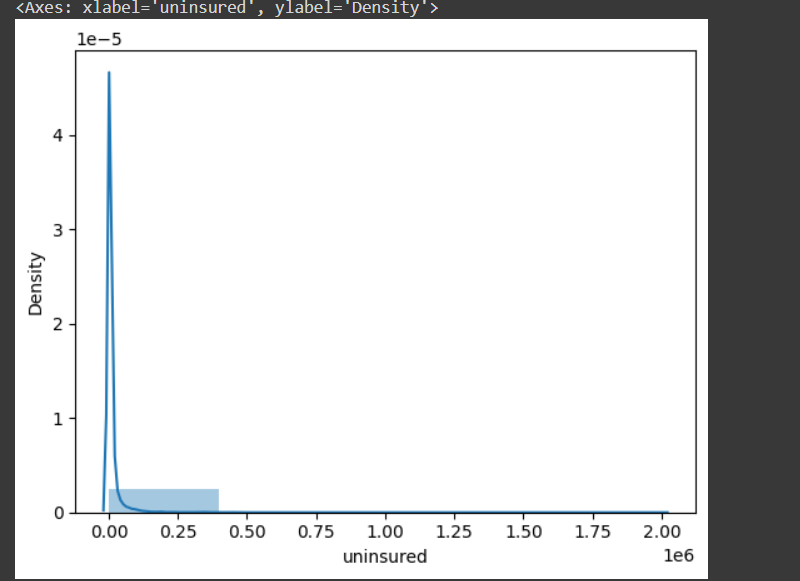 <Axes: xlabel='uninsured', ylabel='Density'>
1e−5
4
3
2
1
0
Density
0.00 0.25 0.50 0.75 1.00 1.25 1.50 1.75 2.00
1e6
uninsured